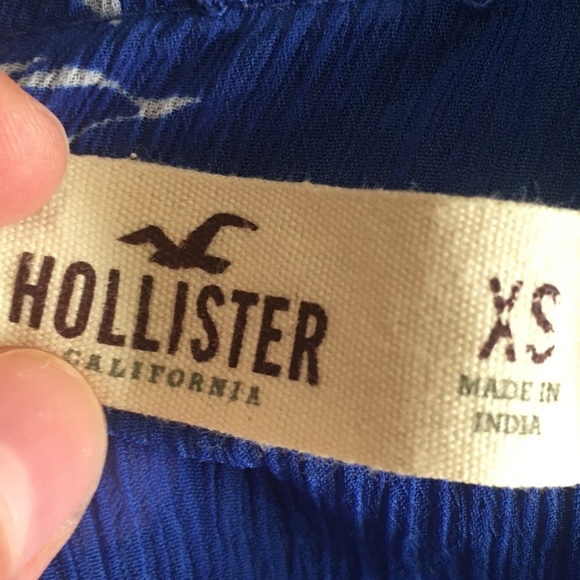 HOLLISTER
CALIFORNIA
XS
MADE IN
INDIA